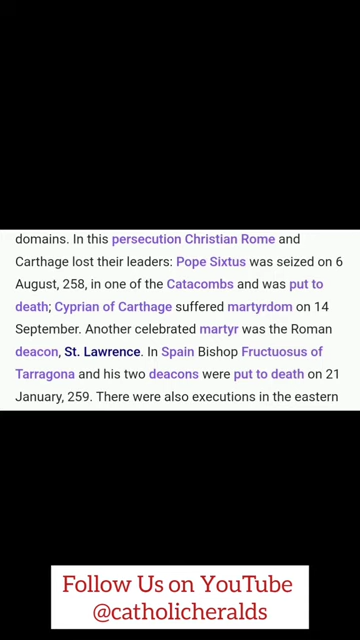 domains. In this persecution Christian Rome and
Carthage lost their leaders: Pope Sixtus was seized on 6
August, 258, in one of the Catacombs and was put to
death; Cyprian of Carthage suffered martyrdom on 14
September. Another celebrated martyr was the Roman
deacon, St. Lawrence. In Spain Bishop Fructuosus of
Tarragona and his two deacons were put to death on 21
January, 259. There were also executions in the eastern
Follow Us on YouTube
@catholicheralds